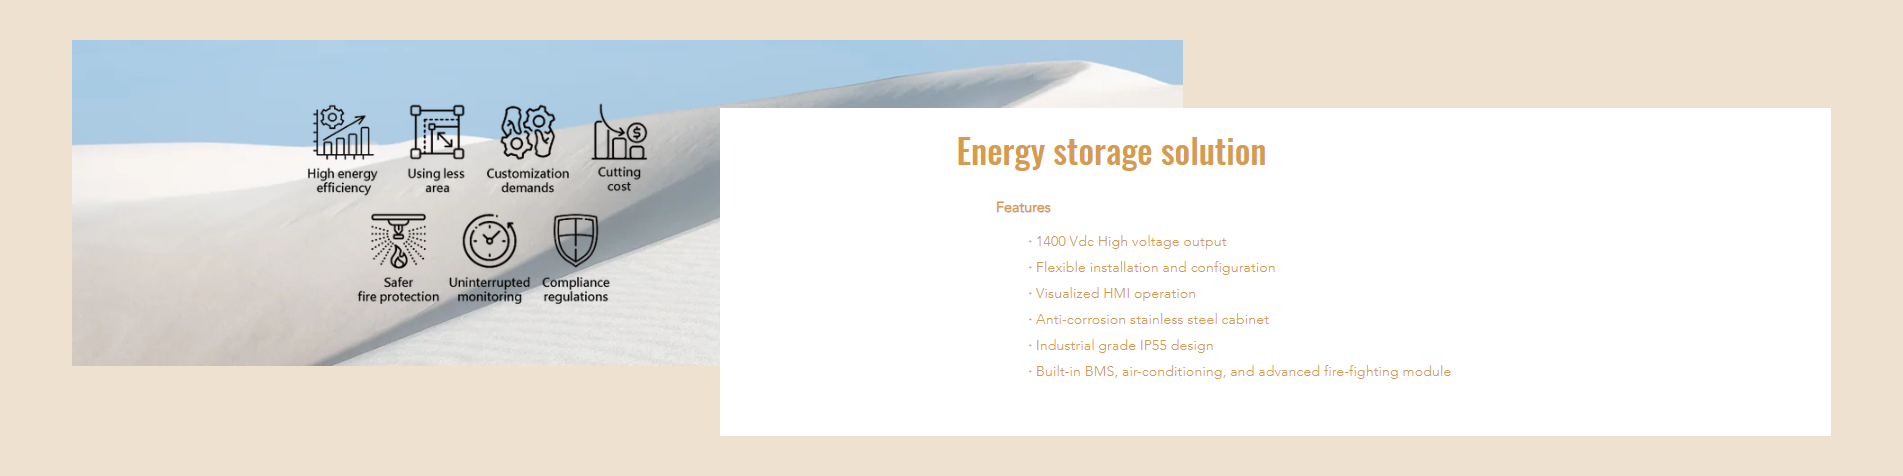 High energy
efficiency
Using less
area
Customization
demands
Cutting
cost
Safer
fire protection
Uninterrupted
monitoring
Compliance
regulations
Energy storage solution
Features
· 1400 Vdc High voltage output
· Flexible installation and configuration
· Visualized HMI operation
· Anti-corrosion stainless steel cabinet
· Industrial grade IP55 design
· Built-in BMS, air-conditioning, and advanced fire-fighting module